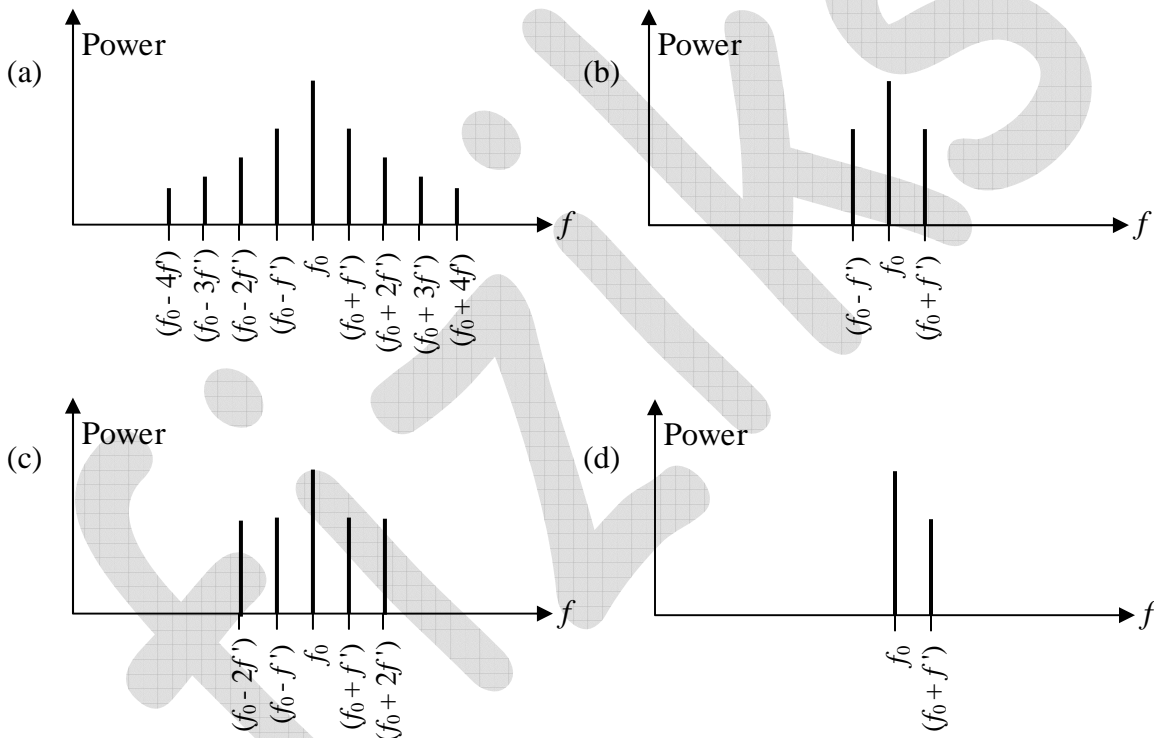 (a)
Power
f
(f₀ - 4f')
(f₀ - 3f')
(f₀ - 2f')
(f₀ - f')
f₀
(f₀ + f')
(f₀ + 2f')
(f₀ + 3f')
(f₀ + 4f')
(b)
Power
f
(f₀ - f')
f₀
(f₀ + f')
(c)
Power
f
(f₀ - 2f')
(f₀ - f')
f₀
(f₀ + f')
(f₀ + 2f')
(d)
Power
f
f₀
(f₀ + f')
fiziks